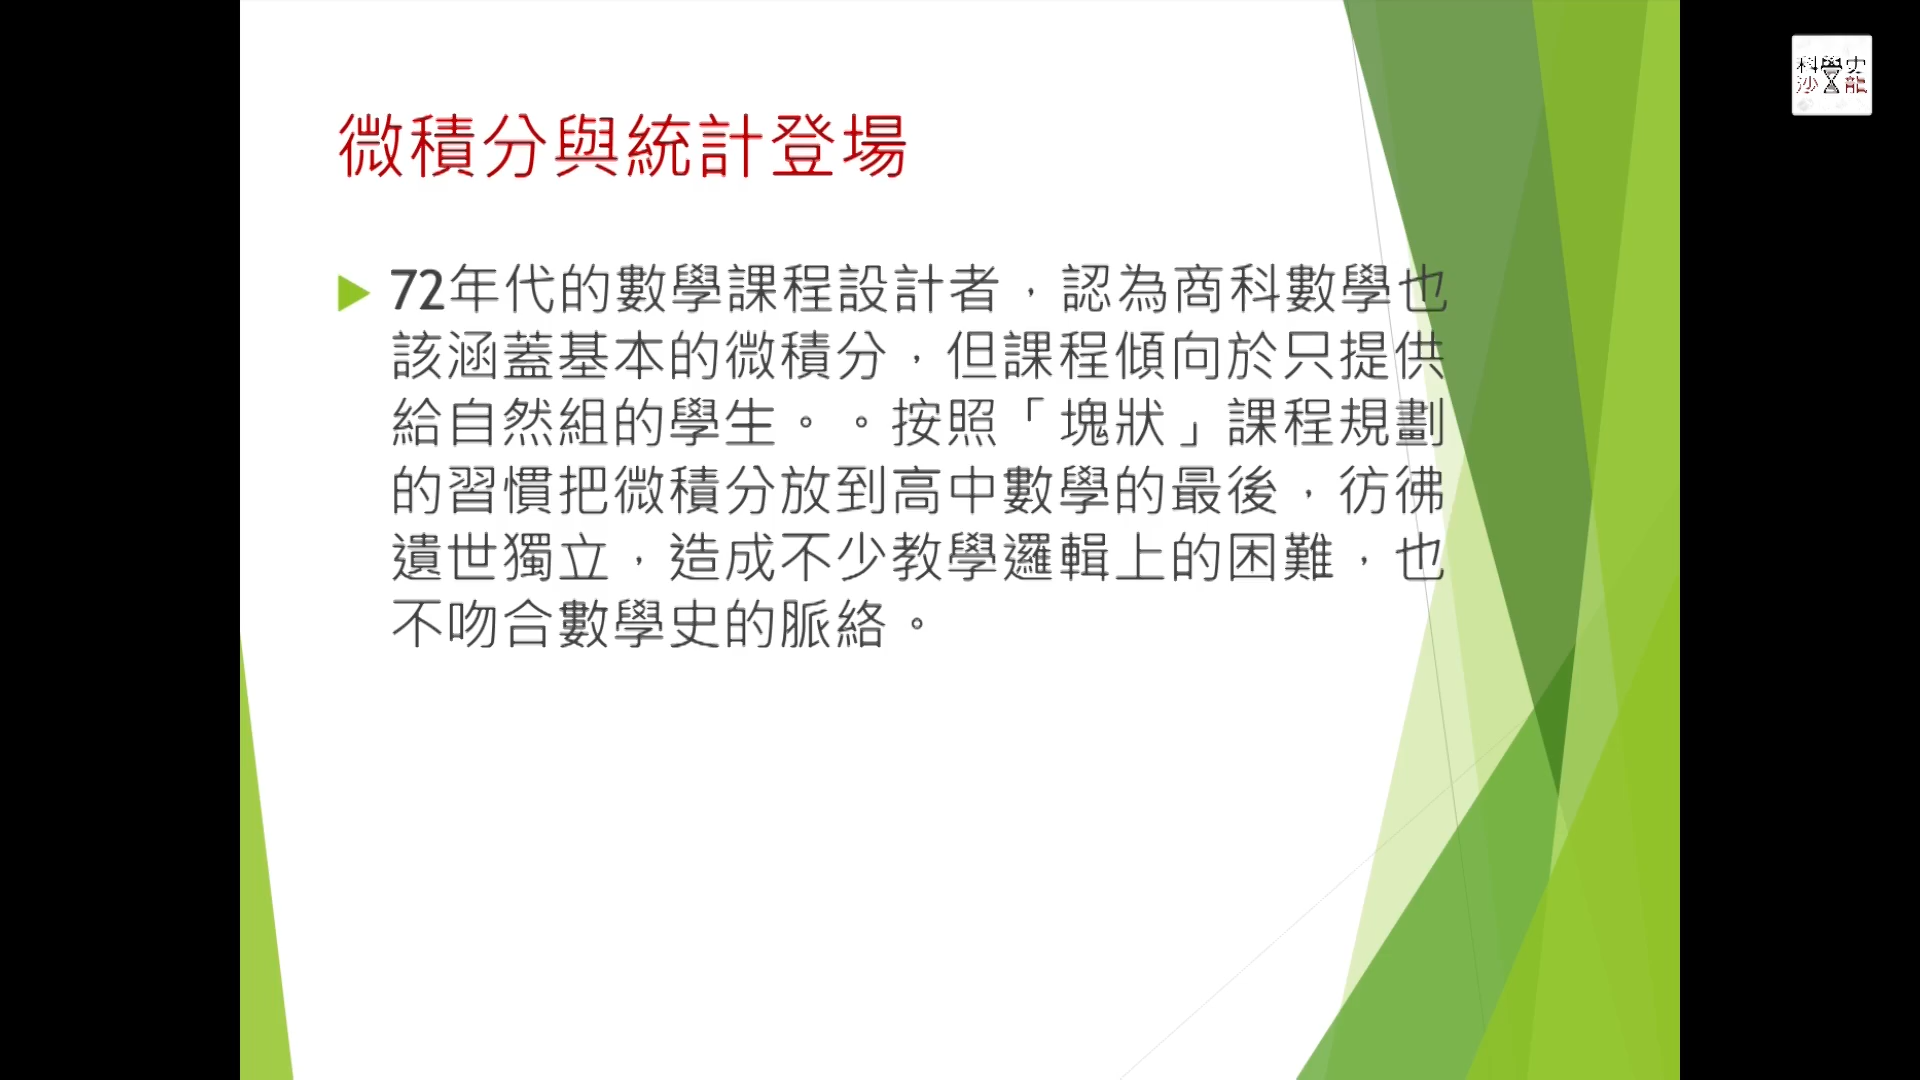 微積分與統計登場
72年代的數學課程設計者，認為商科數學也
該涵蓋基本的微積分，但課程傾向於只提供
給自然組的學生。。按照「塊狀」課程規劃
的習慣把微積分放到高中數學的最後，彷彿
遺世獨立，造成不少教學邏輯上的困難，也
不吻合數學史的脈絡。
科學史
沙龍